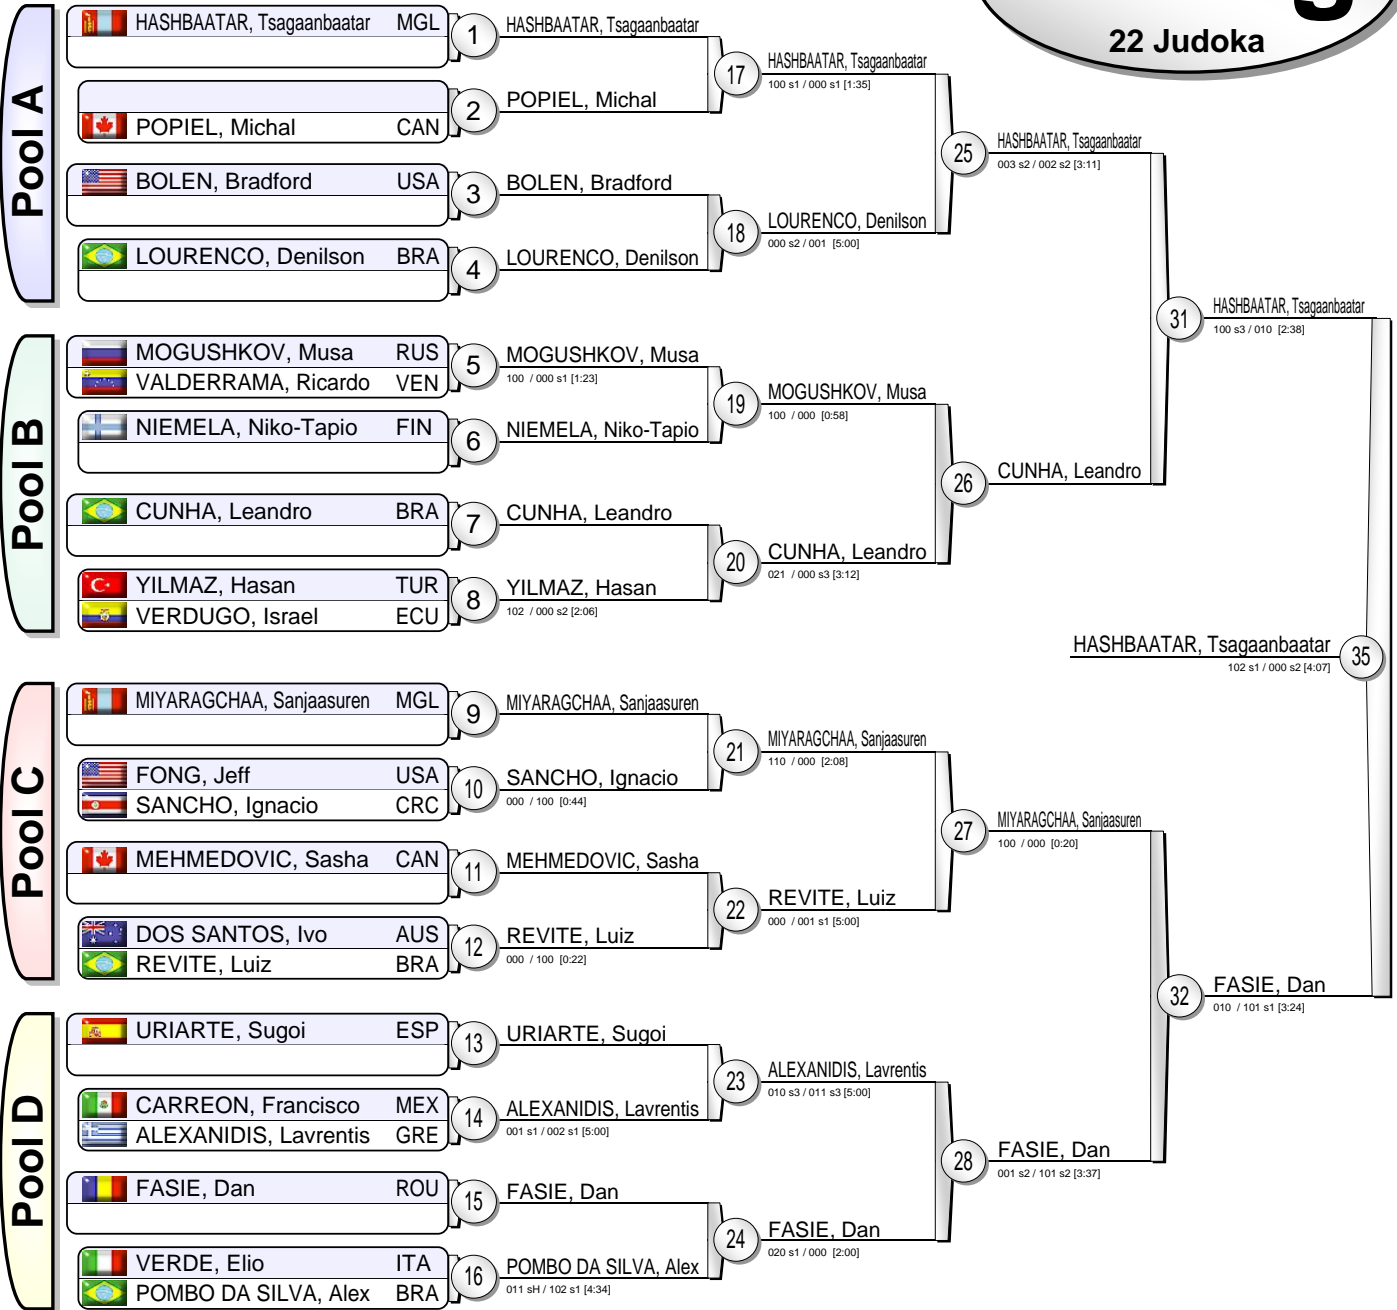 22 Judoka
Pool A
HASHBAATAR, Tsagaanbaatar MGL
1
HASHBAATAR, Tsagaanbaatar
POPIEL, Michal CAN
2
POPIEL, Michal
17
HASHBAATAR, Tsagaanbaatar
100 s1 / 000 s1 [1:35]
BOLEN, Bradford USA
3
BOLEN, Bradford
LOURENCO, Denilson BRA
4
LOURENCO, Denilson
18
LOURENCO, Denilson
000 s2 / 001 [5:00]
25
HASHBAATAR, Tsagaanbaatar
003 s2 / 002 s2 [3:11]
Pool B
MOGUSHKOV, Musa RUS
VALDERRAMA, Ricardo VEN
5
MOGUSHKOV, Musa
100 / 000 s1 [1:23]
NIEMELA, Niko-Tapio FIN
6
NIEMELA, Niko-Tapio
19
MOGUSHKOV, Musa
100 / 000 [0:58]
CUNHA, Leandro BRA
7
CUNHA, Leandro
YILMAZ, Hasan TUR
VERDUGO, Israel ECU
8
YILMAZ, Hasan
102 / 000 s2 [2:06]
20
CUNHA, Leandro
021 / 000 s3 [3:12]
26
CUNHA, Leandro
31
HASHBAATAR, Tsagaanbaatar
100 s3 / 010 [2:38]
Pool C
MIYARAGCHAA, Sanjaasuren MGL
9
MIYARAGCHAA, Sanjaasuren
FONG, Jeff USA
SANCHO, Ignacio CRC
10
SANCHO, Ignacio
000 / 100 [0:44]
21
MIYARAGCHAA, Sanjaasuren
110 / 000 [2:08]
MEHMEDOVIC, Sasha CAN
11
MEHMEDOVIC, Sasha
DOS SANTOS, Ivo AUS
REVITE, Luiz BRA
12
REVITE, Luiz
000 / 100 [0:22]
22
REVITE, Luiz
000 / 001 s1 [5:00]
27
MIYARAGCHAA, Sanjaasuren
100 / 000 [0:20]
Pool D
URIARTE, Sugoi ESP
13
URIARTE, Sugoi
CARREON, Francisco MEX
ALEXANIDIS, Lavrentis GRE
14
ALEXANIDIS, Lavrentis
001 s1 / 002 s1 [5:00]
23
ALEXANIDIS, Lavrentis
010 s3 / 011 s3 [5:00]
FASIE, Dan ROU
15
FASIE, Dan
VERDE, Elio ITA
POMBO DA SILVA, Alex BRA
16
POMBO DA SILVA, Alex
011 sH / 102 s1 [4:34]
24
FASIE, Dan
020 s1 / 000 [2:00]
28
FASIE, Dan
001 s2 / 101 s2 [3:37]
32
FASIE, Dan
010 / 101 s1 [3:24]
HASHBAATAR, Tsagaanbaatar
102 s1 / 000 s2 [4:07]
35